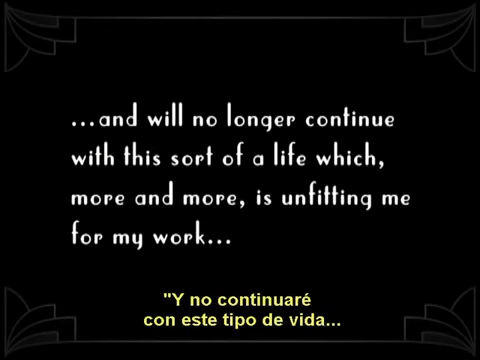 ...and will no longer continue
with this sort of a life which,
more and more, is unfitting me
for my work...
"Y no continuaré
con este tipo de vida...